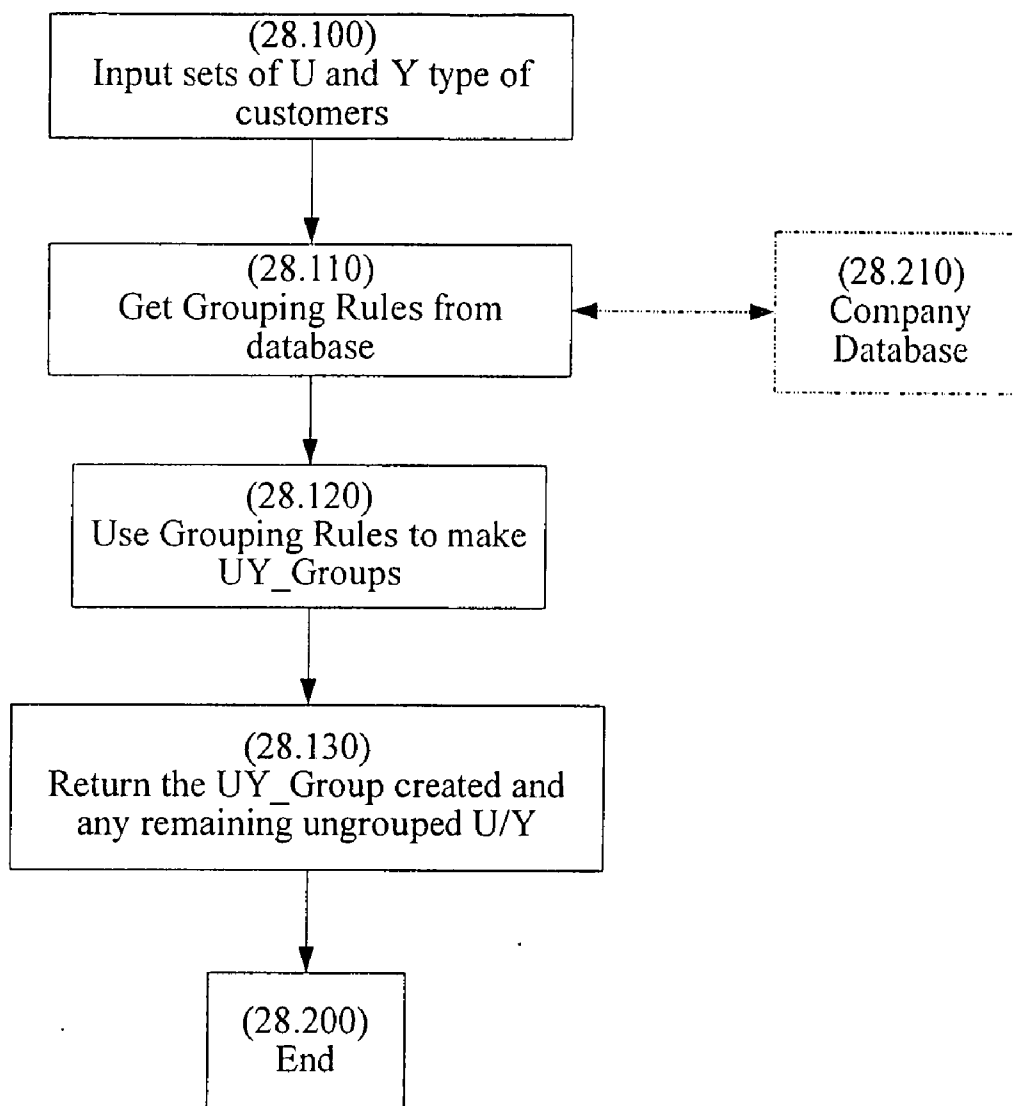 (28.100)
Input sets of U and Y type of
customers
(28.110)
Get Grouping Rules from
database
(28.210)
Company
Database
(28.120)
Use Grouping Rules to make
UY_Groups
(28.130)
Return the UY_Group created and
any remaining ungrouped U/Y
(28.200)
End